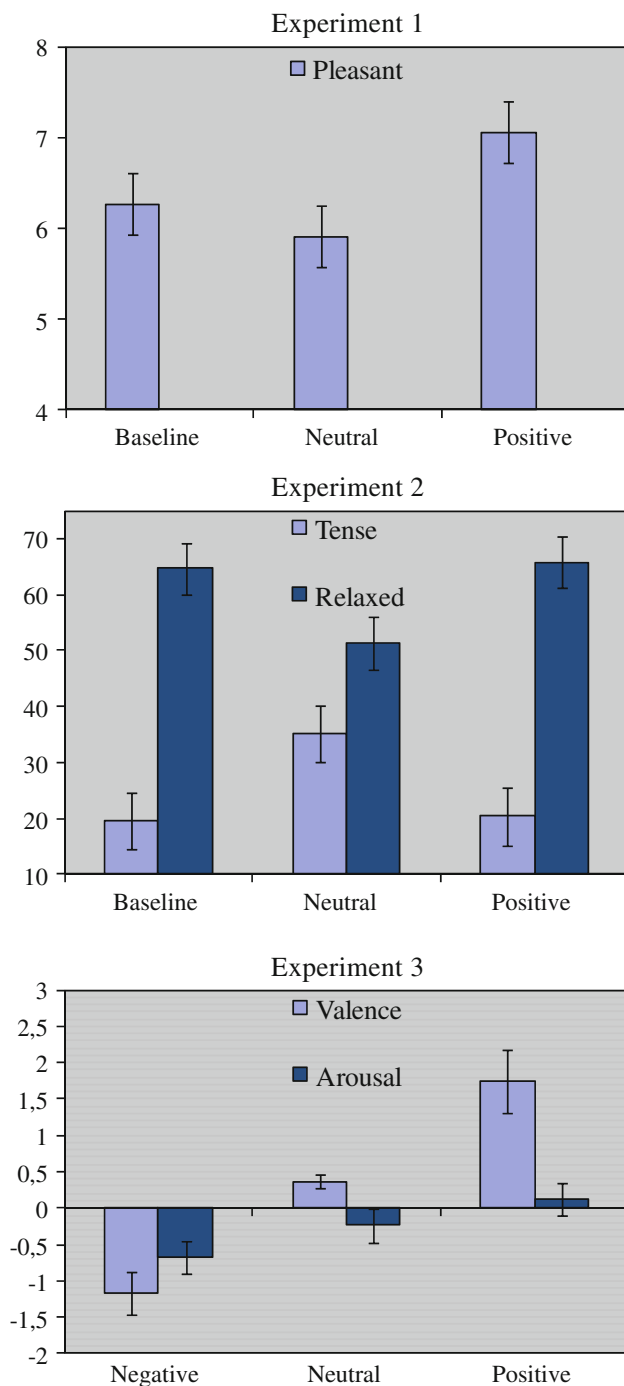 Experiment 1
8
Pleasant
7
6
5
4
Baseline Neutral Positive
Experiment 2
Tense
70
Relaxed
60
50
40
30
20
10
Baseline Neutral Positive
Experiment 3
3
Valence
2,5
2
Arousal
1,5
1
0,5
0
-0,5
-1
-1,5
-2
Negative Neutral Positive